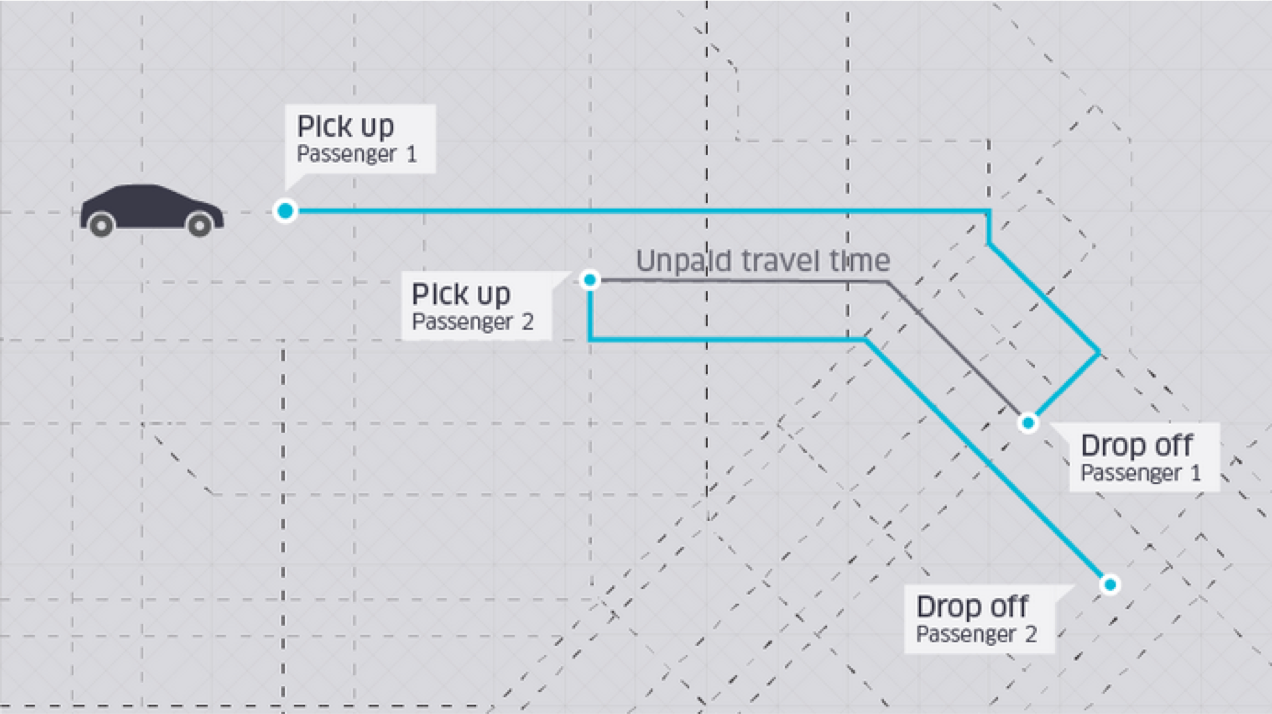 Pick up
Passenger 1
Unpaid travel time
Pick up
Passenger 2
Drop off
Passenger 1
Drop off
Passenger 2